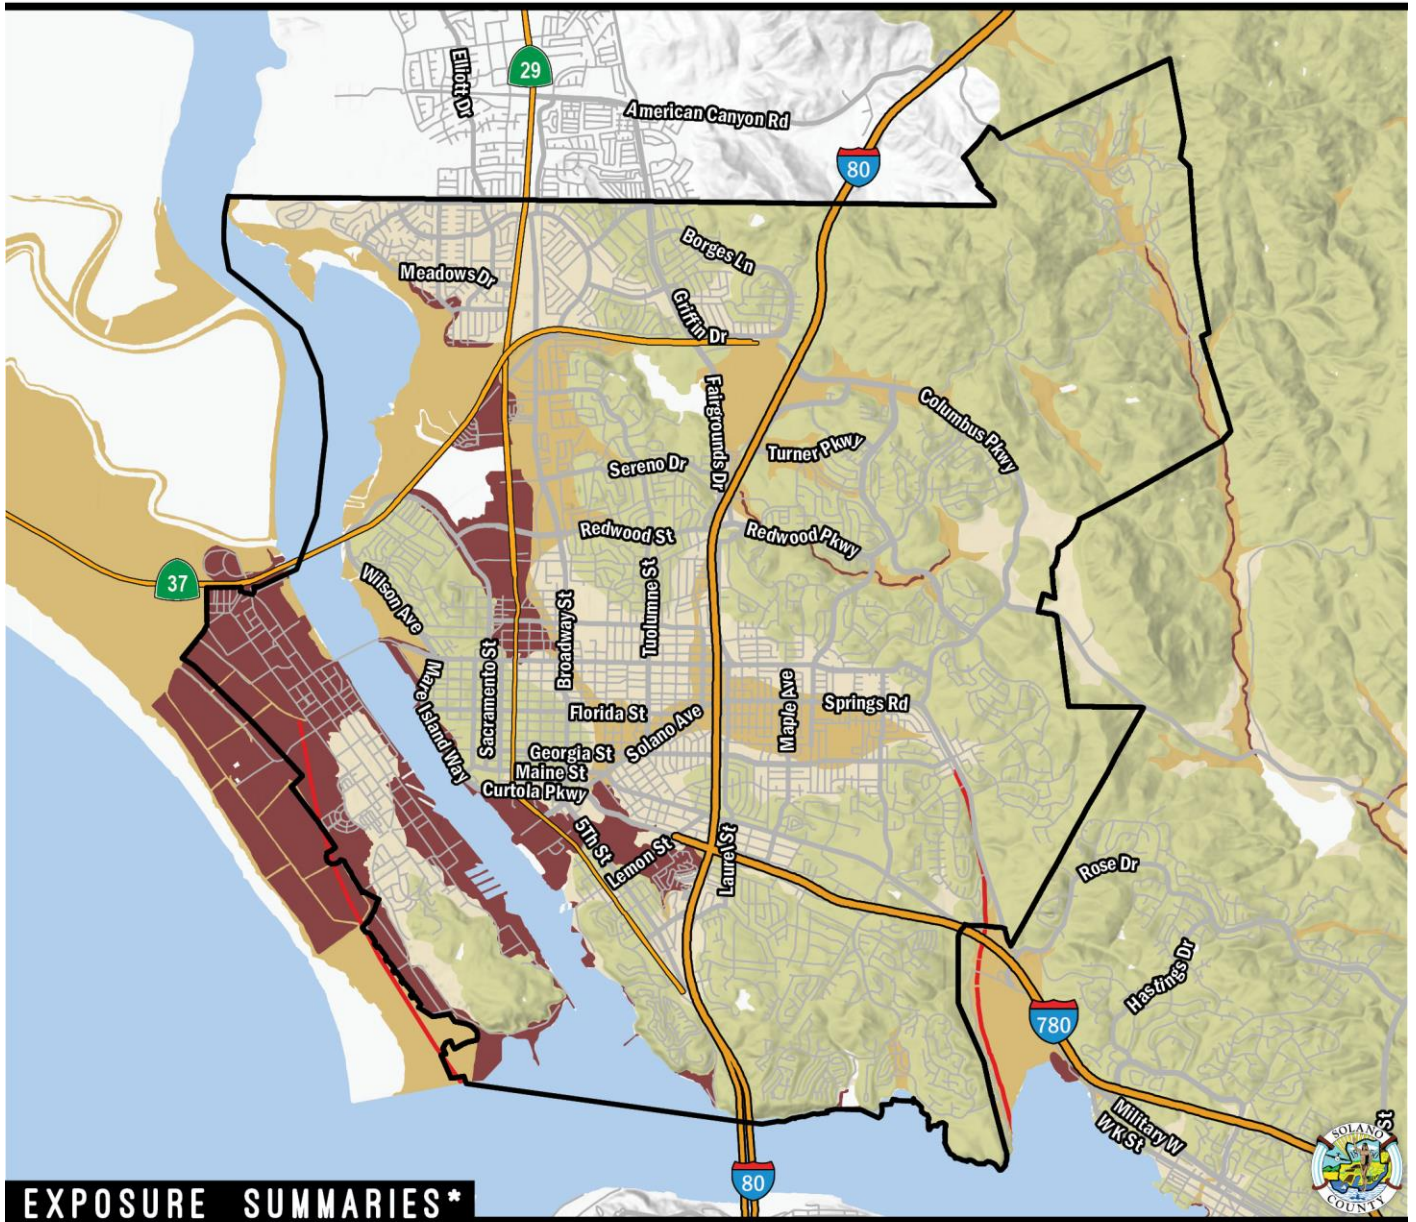 29
Elliott Dr
American Canyon Rd
80
Borges Ln
Meadows Dr
Griffin Dr
Fairgrounds Dr
Columbus Pkwy
Turner Pkwy
Sereno Dr
Redwood St
Redwood Pkwy
37
Wilson Ave
Tuolumne St
Broadway St
Sacramento St
Mare Island Way
Maple Ave
Springs Rd
Florida St
Solano Ave
Georgia St
Maine St
Curtola Pkwy
5Th St
Lemon St
Laurel St
Rose Dr
Hastings Dr
780
Military W
W K St
St
80
SOLANO
COUNTY
EXPOSURE SUMMARIES*